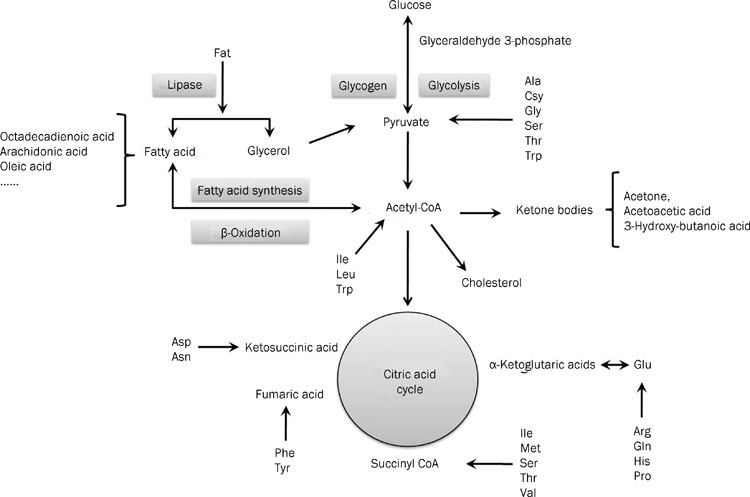 Glucose
Glyceraldehyde 3-phosphate
Fat
Lipase
Glycogen
Glycolysis
Ala
Csy
Gly
Ser
Thr
Trp
Pyruvate
Octadecadienoic acid
Arachidonic acid
Oleic acid
......
Fatty acid
Glycerol
Fatty acid synthesis
β-Oxidation
Acetyl-CoA
Ketone bodies
Acetone,
Acetoacetic acid
3-Hydroxy-butanoic acid
Ile
Leu
Trp
Cholesterol
Asp
Asn
Ketosuccinic acid
Citric acid
cycle
α-Ketoglutaric acids
Glu
Fumaric acid
Phe
Tyr
Succinyl CoA
Ile
Met
Ser
Thr
Val
Arg
Gln
His
Pro